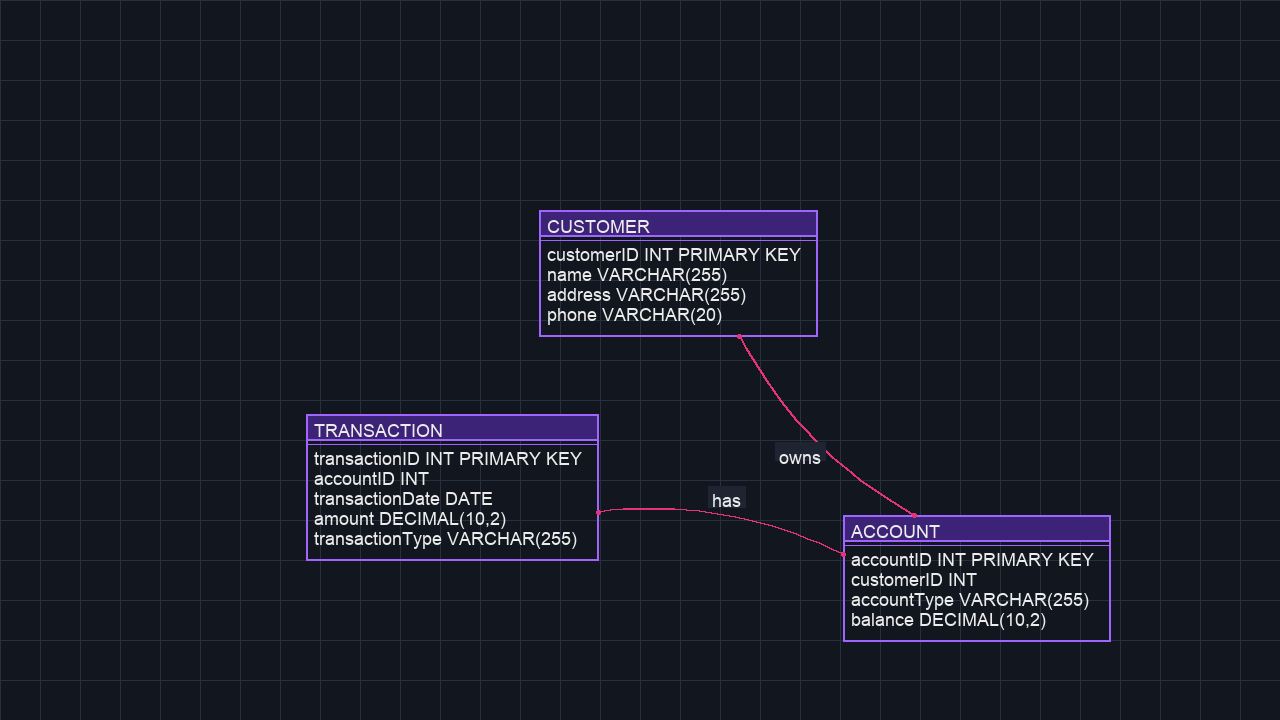 CUSTOMER
customerID INT PRIMARY KEY
name VARCHAR(255)
address VARCHAR(255)
phone VARCHAR(20)
TRANSACTION
transactionID INT PRIMARY KEY
accountID INT
transactionDate DATE
amount DECIMAL(10,2)
transactionType VARCHAR(255)
owns
has
ACCOUNT
accountID INT PRIMARY KEY
customerID INT
accountType VARCHAR(255)
balance DECIMAL(10,2)